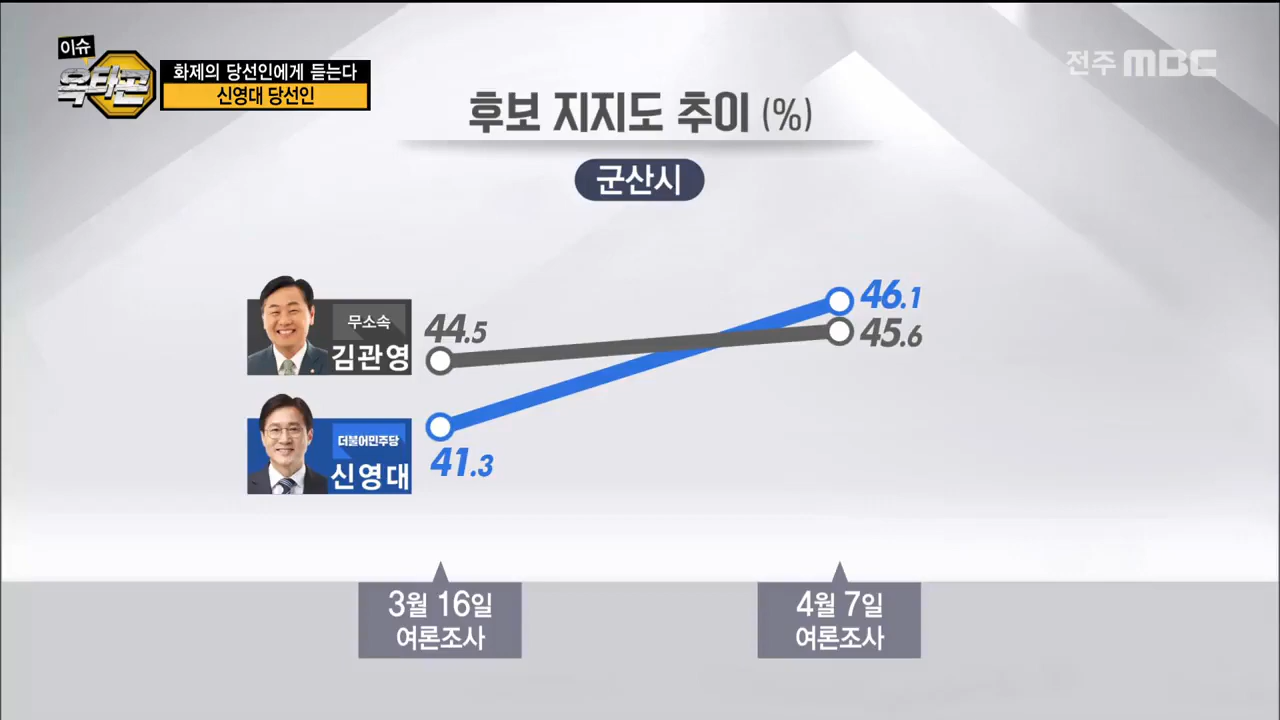 이슈
옥타곤
화제의 당선인에게 듣는다
신영대 당선인
전주 MBC
후보 지지도 추이 (%)
군산시
무소속
김관영
44.5
46.1
45.6
더불어민주당
신영대
41.3
3월 16일
여론조사
4월 7일
여론조사